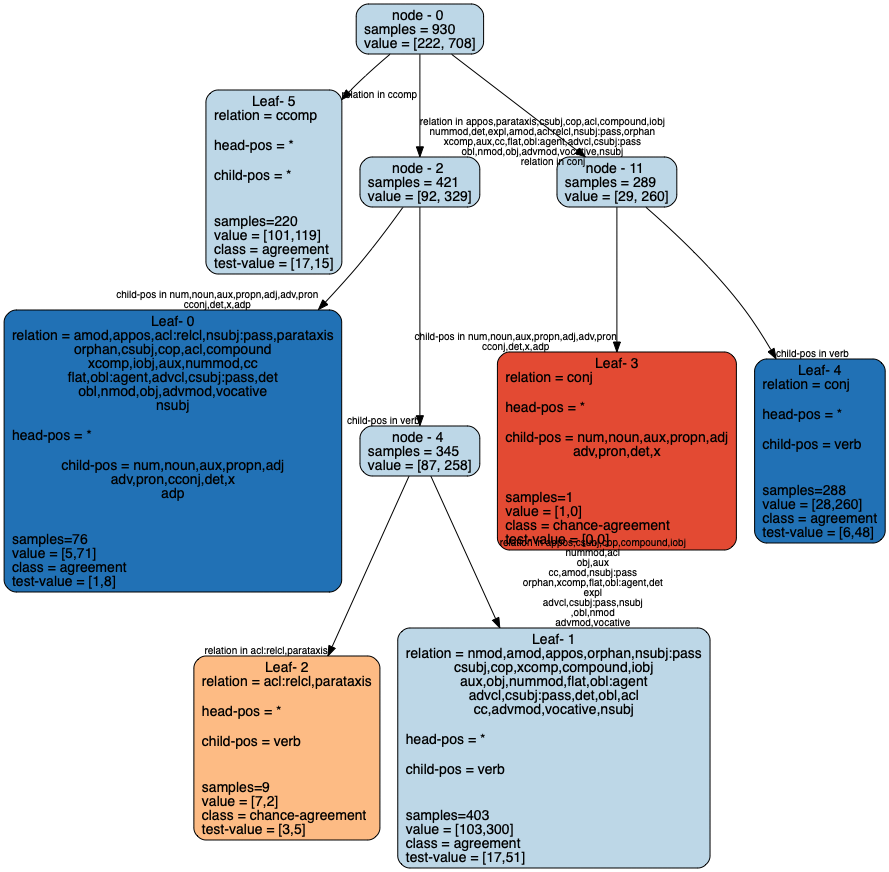 node - 0
samples = 930
value = [222, 708]
relation in ccomp
Leaf- 5
relation = ccomp
head-pos = *
child-pos = *
samples=220
value = [101,119]
class = agreement
test-value = [17,15]
relation in appos,parataxis,csubj,cop,acl,compound,iobj
nummod,det,expl,amod,acl:relcl,nsubj:pass,orphan
xcomp,aux,cc,flat,obl:agent,advcl,csubj:pass
obl,nmod,obj,advmod,vocative,nsubj
relation in conj
node - 2
samples = 421
value = [92, 329]
node - 11
samples = 289
value = [29, 260]
child-pos in num,noun,aux,propn,adj,adv,pron
cconj,det,x,adp
Leaf- 0
relation = amod,appos,acl:relcl,nsubj:pass,parataxis
orphan,csubj,cop,acl,compound
xcomp,iobj,aux,nummod,cc
flat,obl:agent,advcl,csubj:pass,det
obl,nmod,obj,advmod,vocative
nsubj
head-pos = *
child-pos = num,noun,aux,propn,adj
adv,pron,cconj,det,x
adp
samples=76
value = [5,71]
class = agreement
test-value = [1,8]
child-pos in verb
node - 4
samples = 345
value = [87, 258]
child-pos in num,noun,aux,propn,adj,adv,pron
cconj,det,x,adp
Leaf- 3
relation = conj
head-pos = *
child-pos = num,noun,aux,propn,adj
adv,pron,det,x
samples=1
value = [1,0]
class = chance-agreement
test-value = [0,0]
child-pos in verb
Leaf- 4
relation = conj
head-pos = *
child-pos = verb
samples=288
value = [28,260]
class = agreement
test-value = [6,48]
relation in acl:relcl,parataxis
Leaf- 2
relation = acl:relcl,parataxis
head-pos = *
child-pos = verb
samples=9
value = [7,2]
class = chance-agreement
test-value = [3,5]
relation in appos,csubj,cop,compound,iobj
nummod,acl
obj,aux
cc,amod,nsubj:pass
orphan,xcomp,flat,obl:agent,det
expl
advcl,csubj:pass,nsubj
,obl,nmod
advmod,vocative
Leaf- 1
relation = nmod,amod,appos,orphan,nsubj:pass
csubj,cop,xcomp,compound,iobj
aux,obj,nummod,flat,obl:agent
advcl,csubj:pass,det,obl,acl
cc,advmod,vocative,nsubj
head-pos = *
child-pos = verb
samples=403
value = [103,300]
class = agreement
test-value = [17,51]